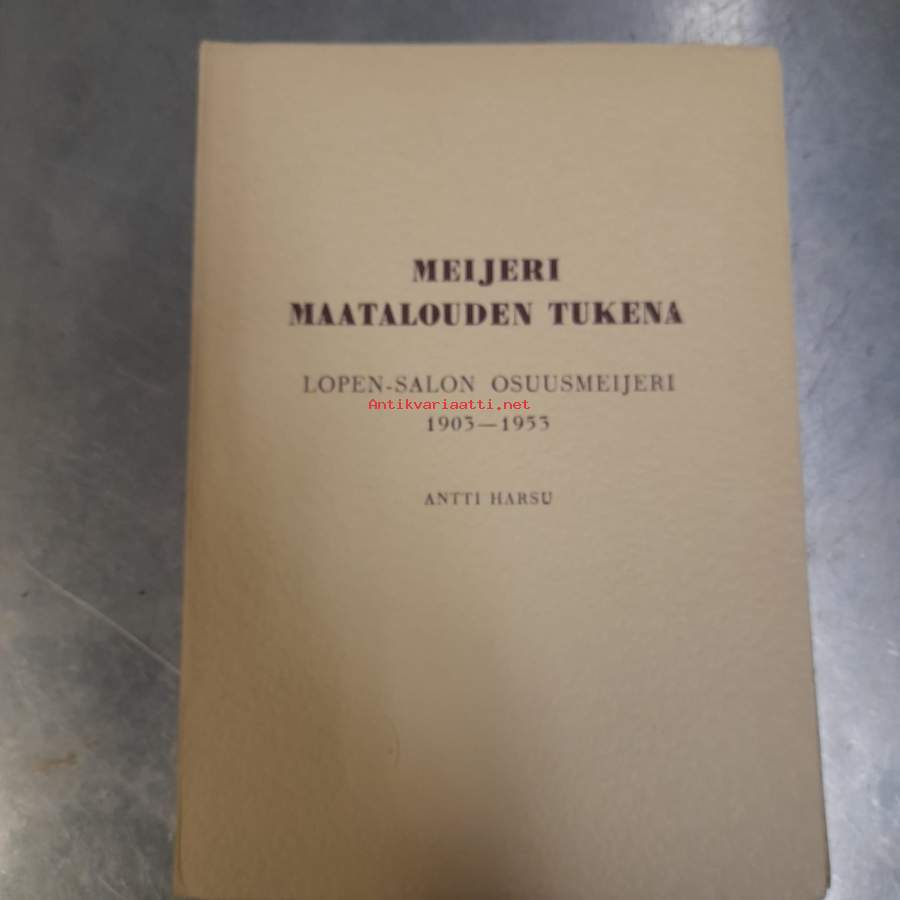 MEIJERI
MAATALOUDEN TUKENA
LOPEN-SALON OSUUSMEIJERI
Antikvariaatti.net
1903—1953
ANTTI HARSU